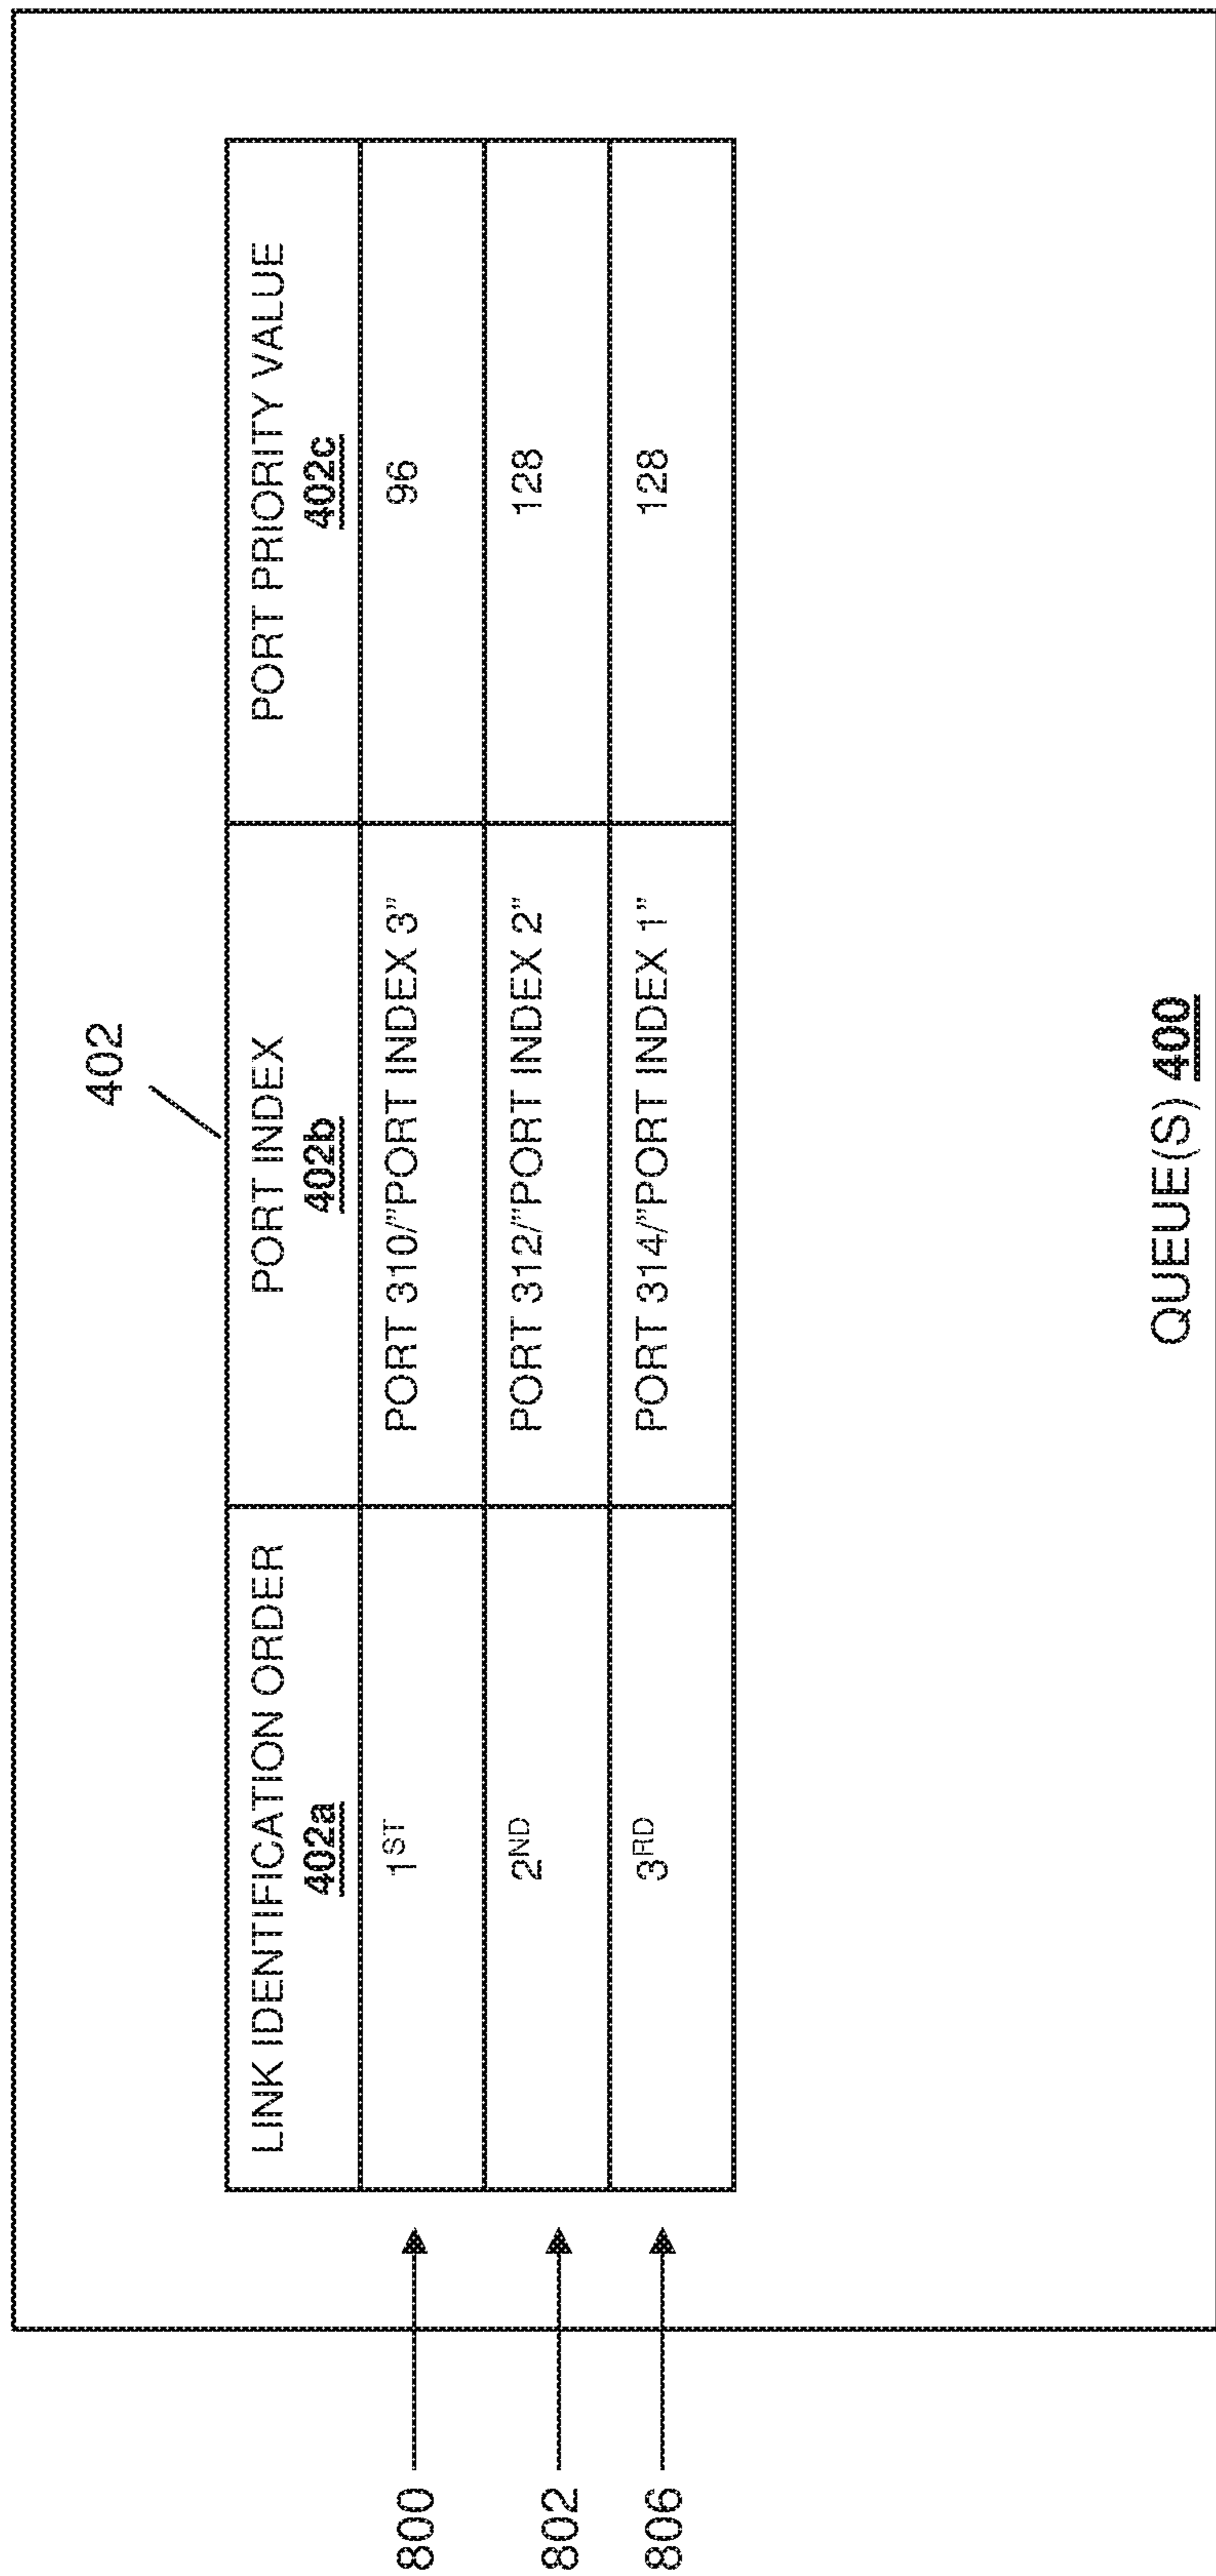 402
LINK IDENTIFICATION ORDER
402a
PORT INDEX
402b
PORT PRIORITY VALUE
402c
800
1ST
PORT 310/"PORT INDEX 3"
96
802
2ND
PORT 312/"PORT INDEX 2"
128
806
3RD
PORT 314/"PORT INDEX 1"
128
QUEUE(S) 400